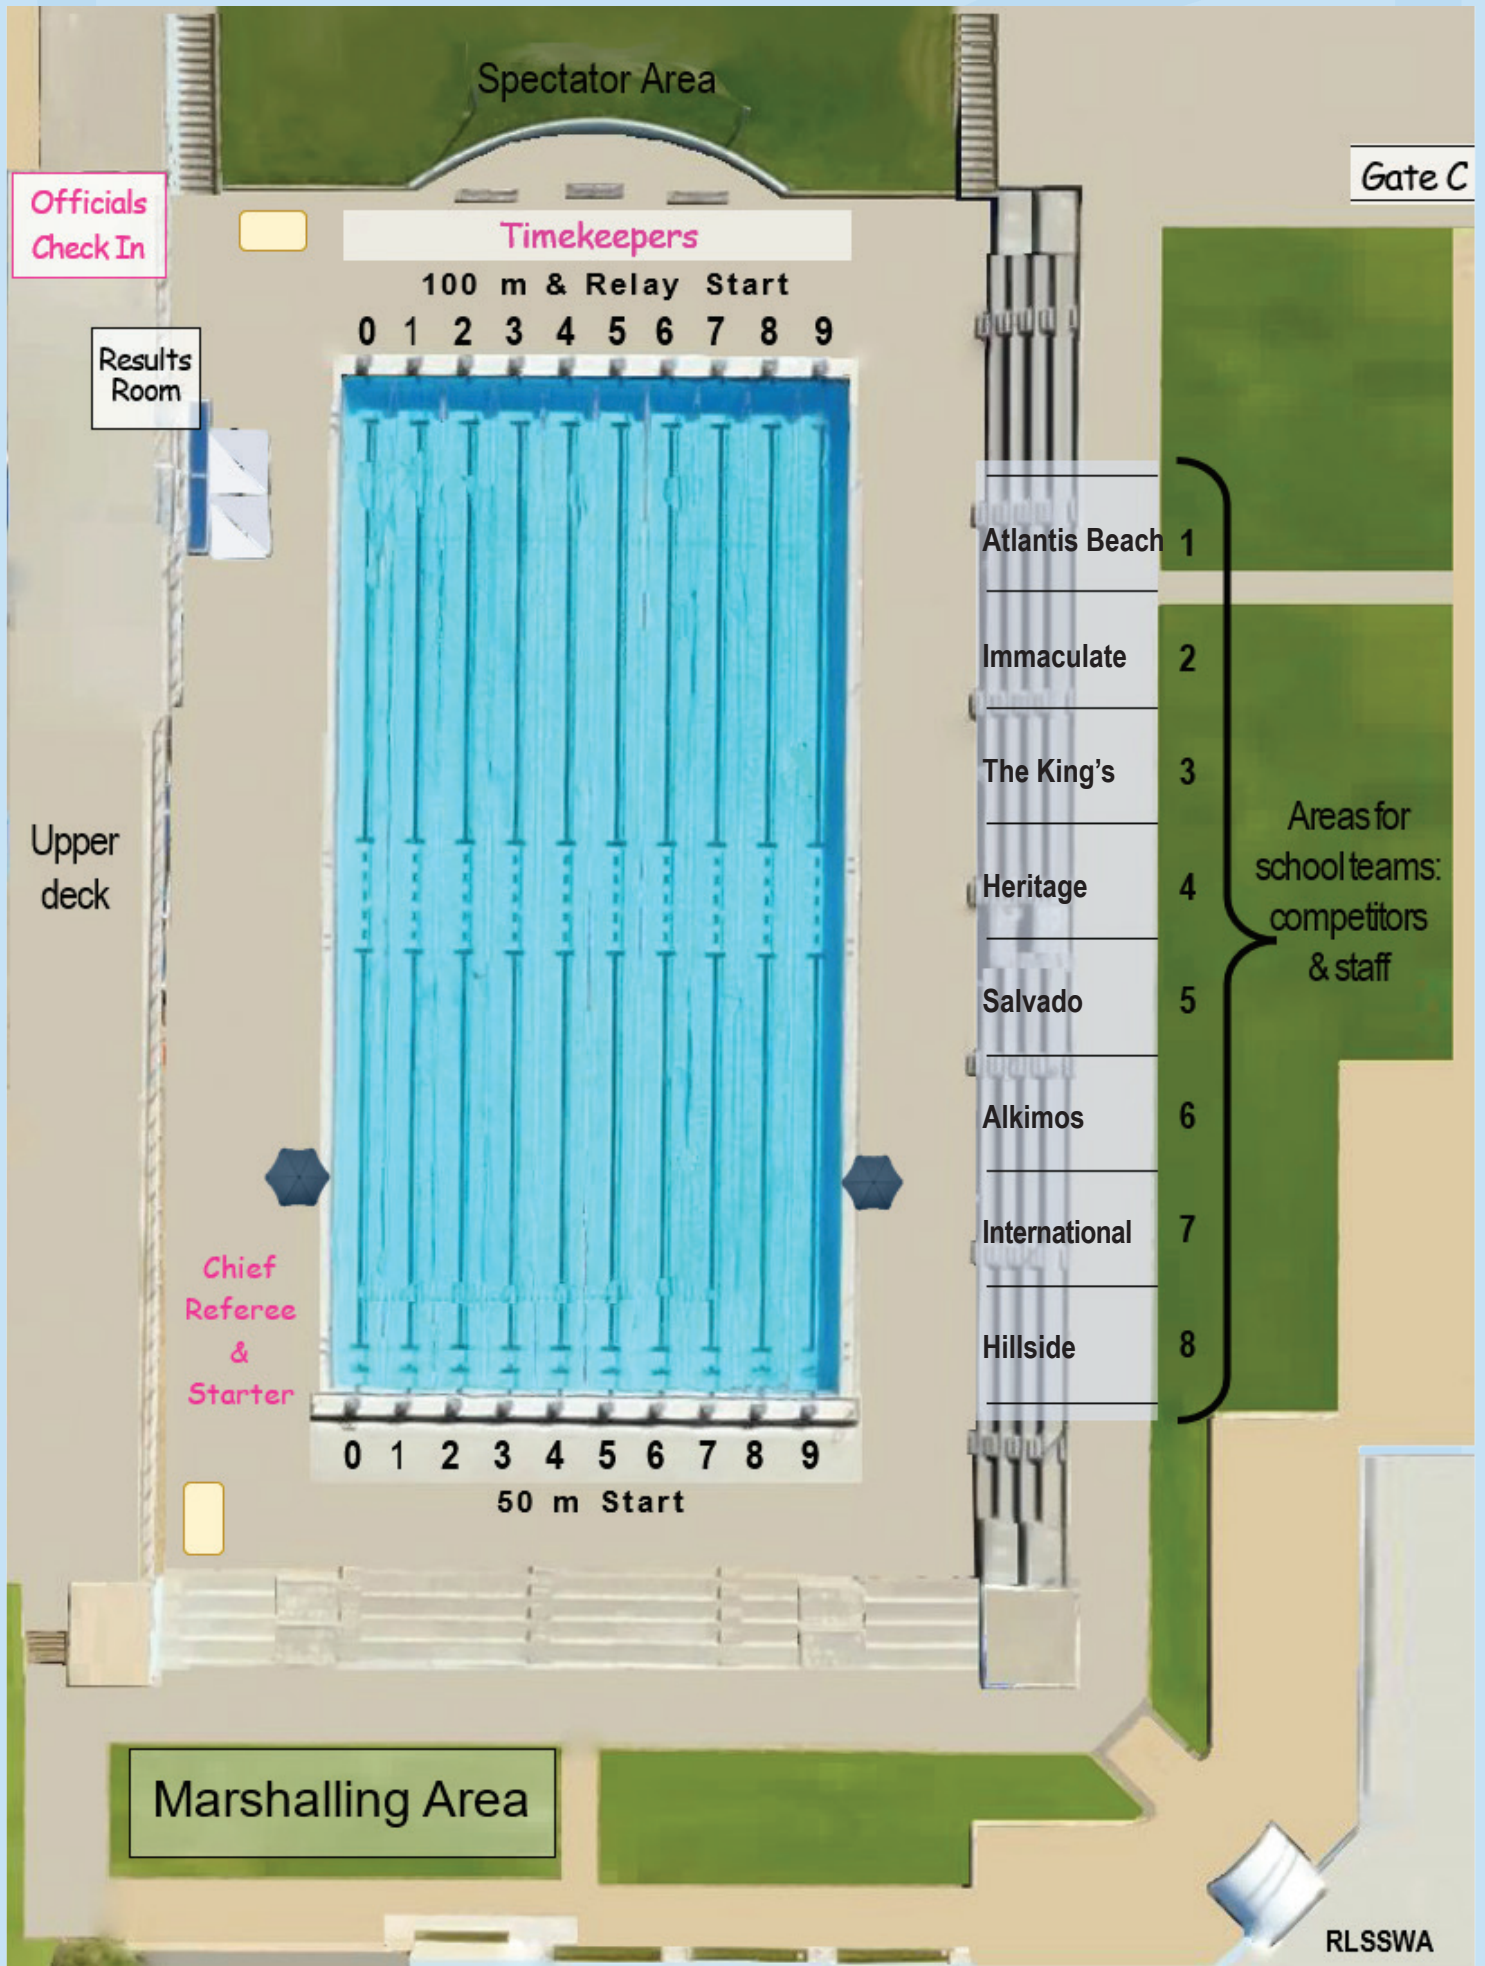 Spectator Area
Gate C
Officials
Check In
Timekeepers
100 m & Relay Start
0 1 2 3 4 5 6 7 8 9
Results
Room
Atlantis Beach 1
Immaculate 2
The King's 3
Heritage 4
Salvado 5
Alkimos 6
International 7
Hillside 8
Areas for
school teams:
competitors
& staff
Upper
deck
Chief
Referee
&
Starter
0 1 2 3 4 5 6 7 8 9
50 m Start
Marshalling Area
RLSSWA